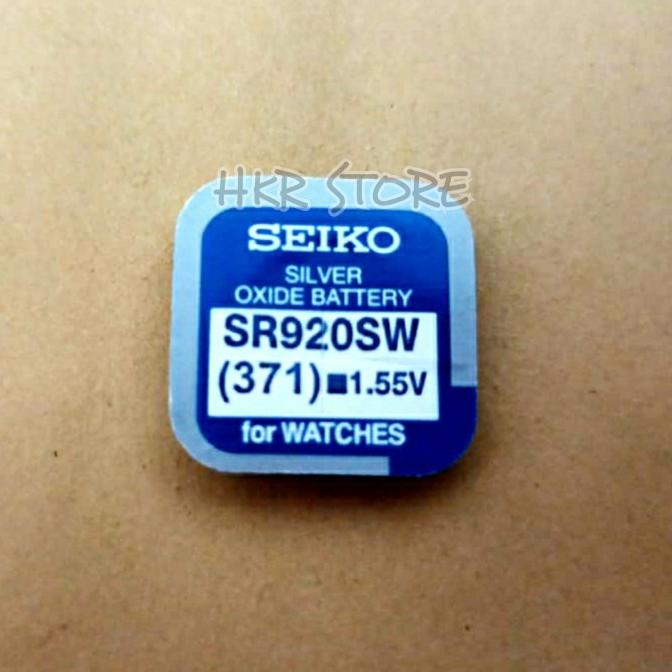 HKR STORE
SEIKO
SILVER
OXIDE BATTERY
SR920SW
(371) ■1.55V
for WATCHES